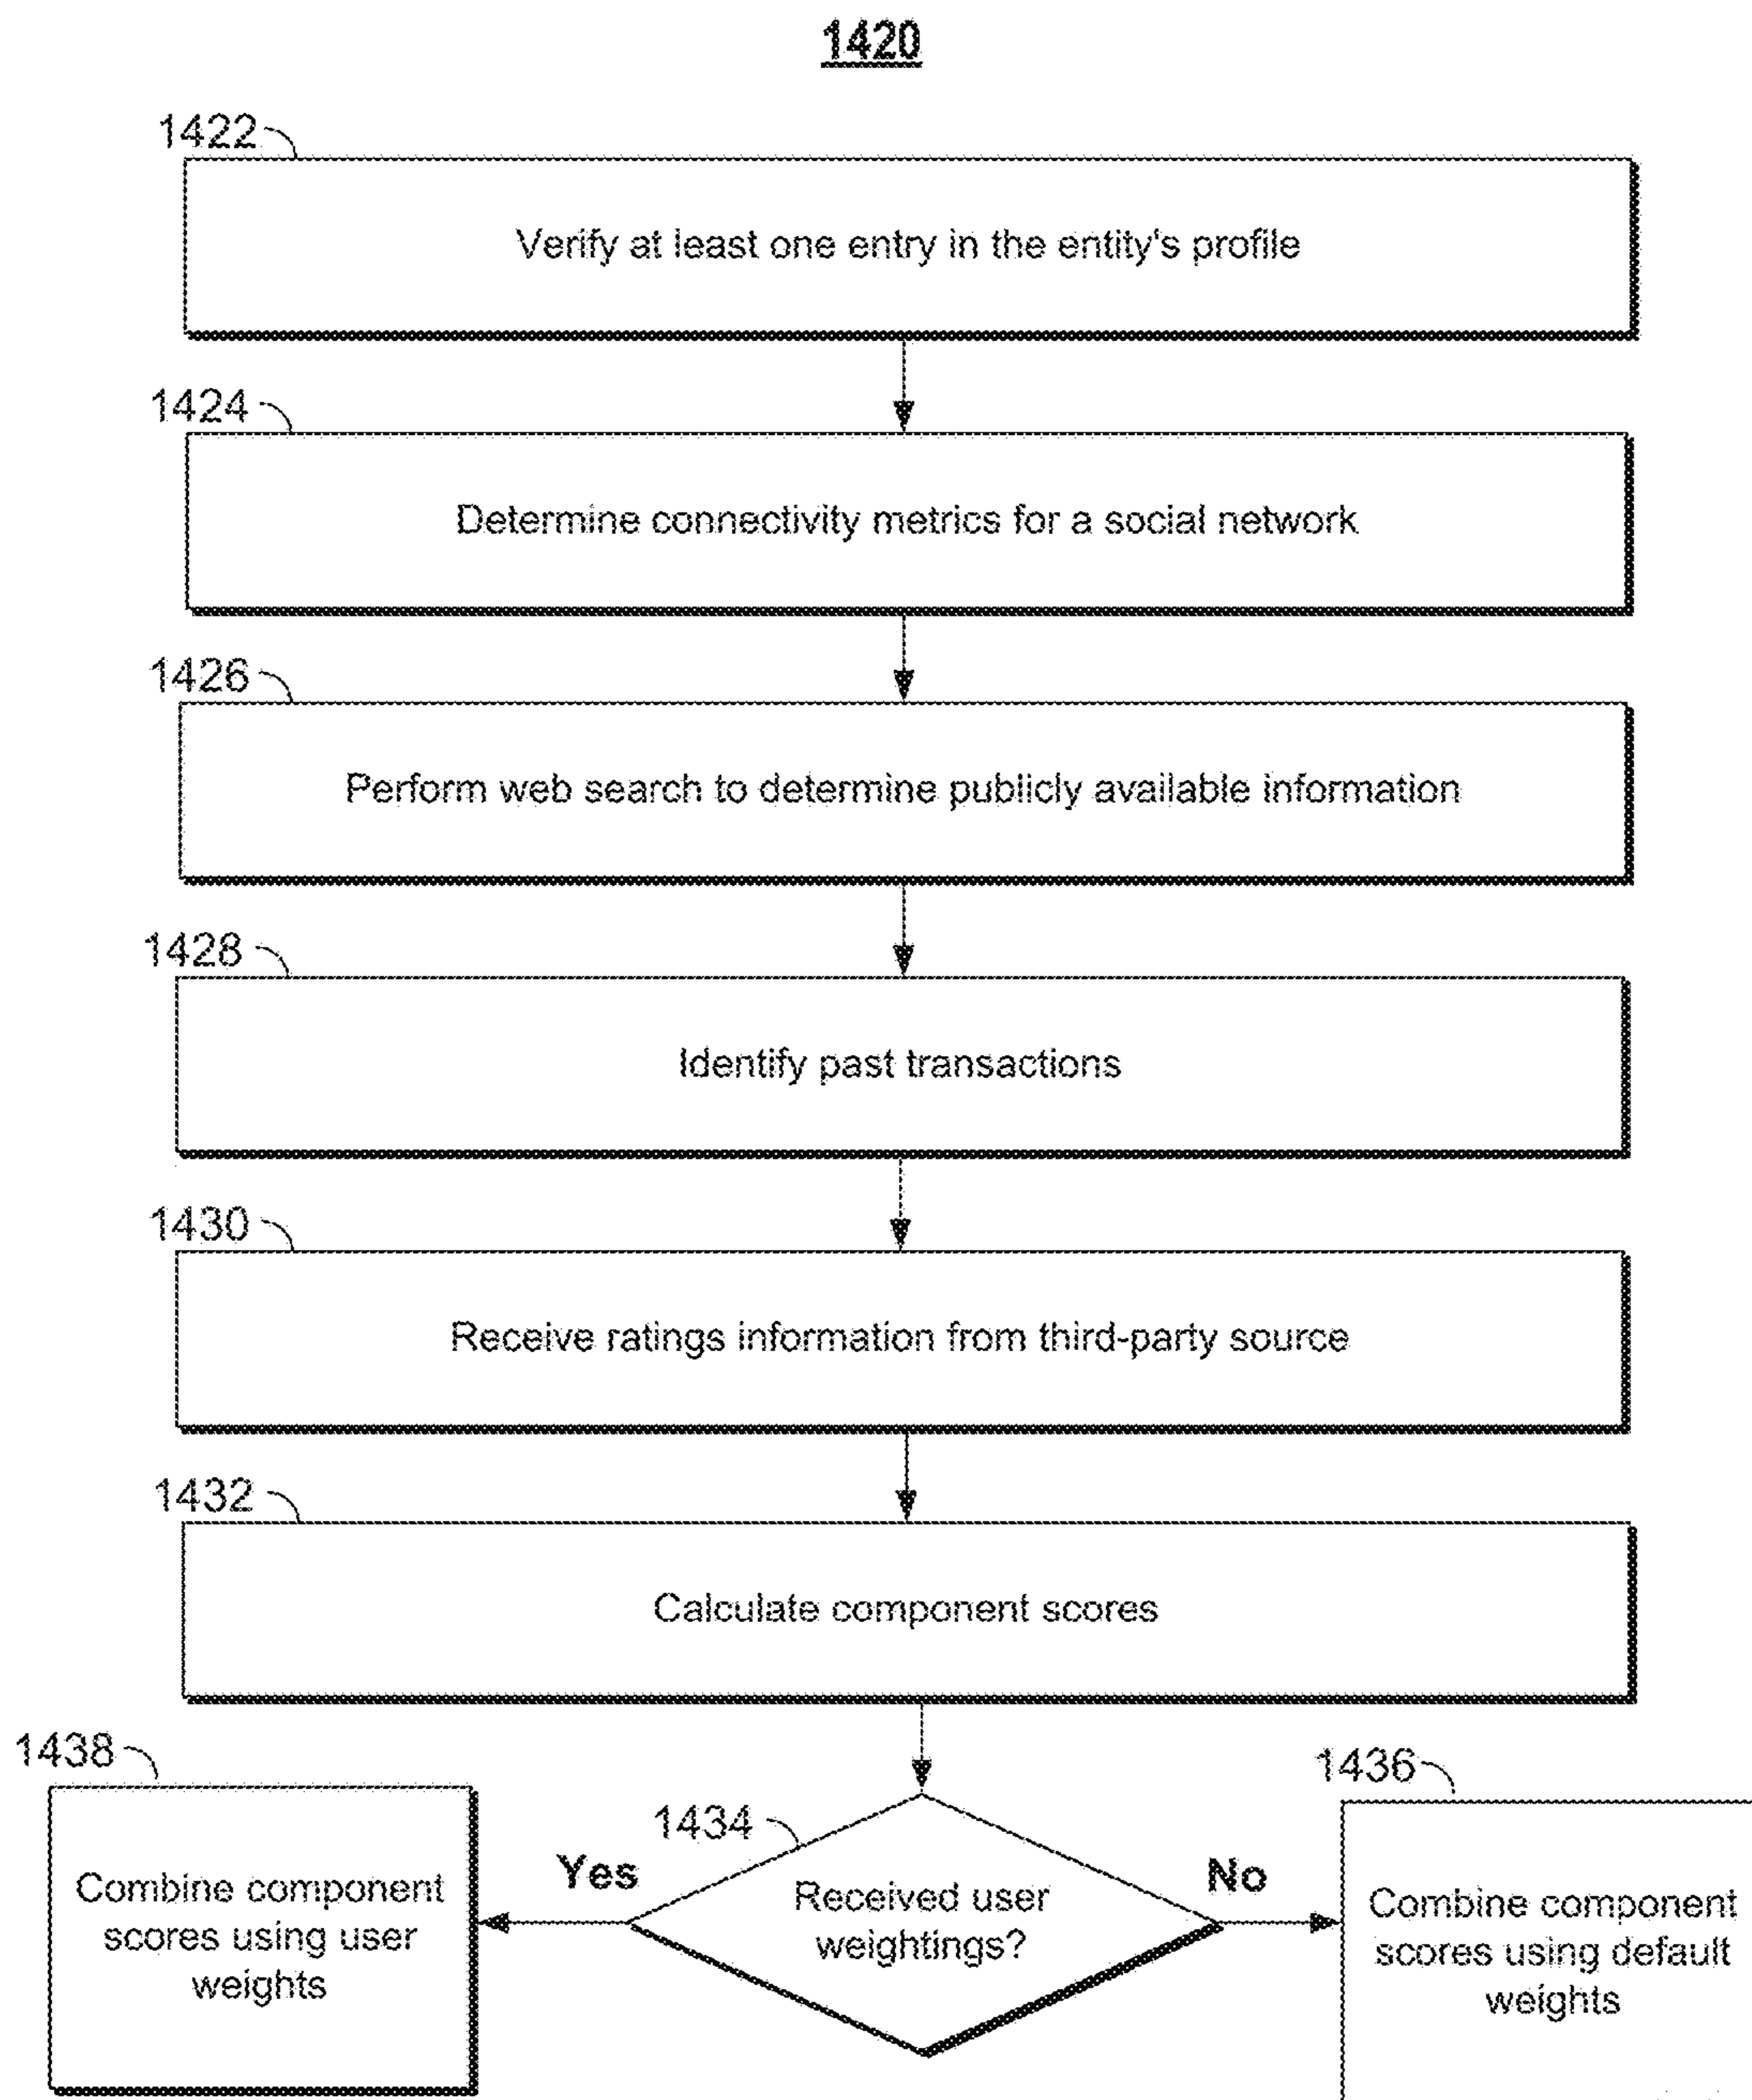 1420
1422
Verify at least one entry in the entity's profile
1424
Determine connectivity metrics for a social network
1426
Perform web search to determine publicly available information
1428
Identify past transactions
1430
Receive ratings information from third-party source
1432
Calculate component scores
1438
Combine component
scores using user
weights
Yes
1434
Received user
weightings?
No
1436
Combine component
scores using default
weights